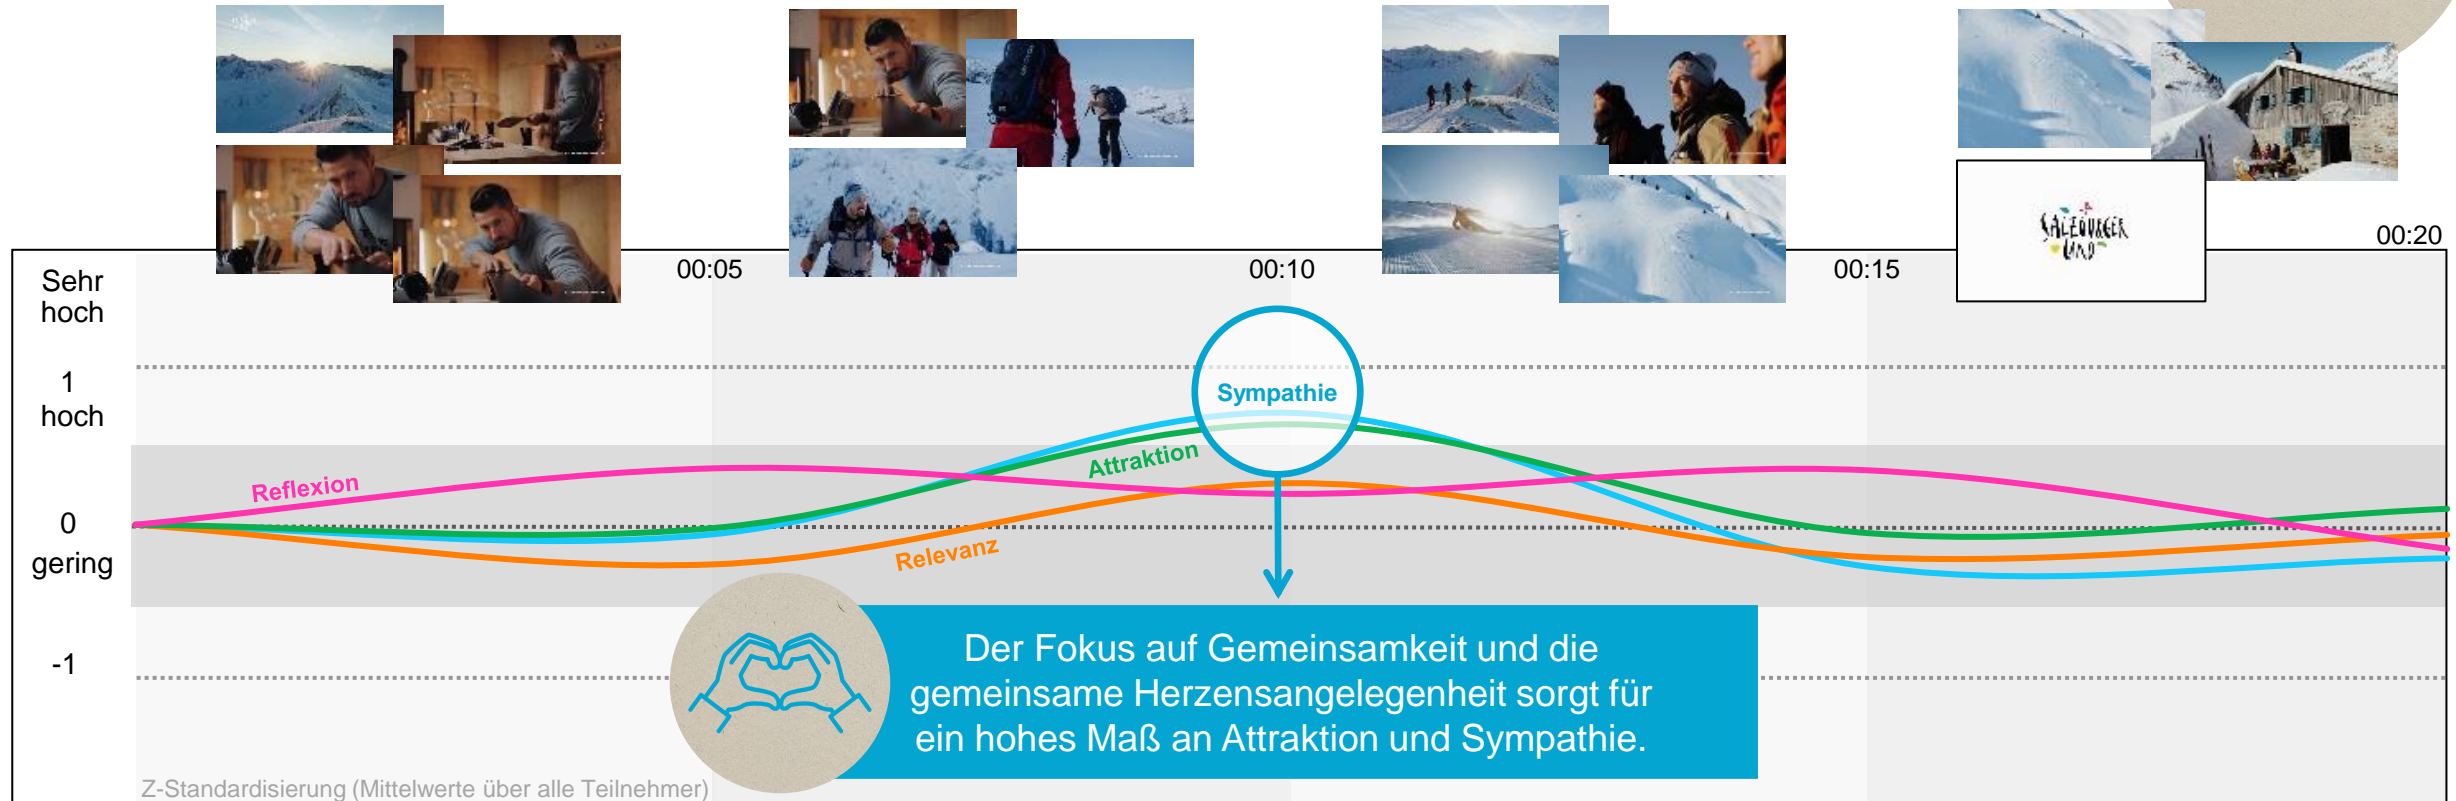 SALZBURGER
LAND
00:20
00:05
00:10
00:15
Sehr
hoch
1
hoch
0
gering
-1
Sympathie
Attraktion
Reflexion
Relevanz
Der Fokus auf Gemeinsamkeit und die
gemeinsame Herzensangelegenheit sorgt für
ein hohes Maß an Attraktion und Sympathie.
Z-Standardisierung (Mittelwerte über alle Teilnehmer)